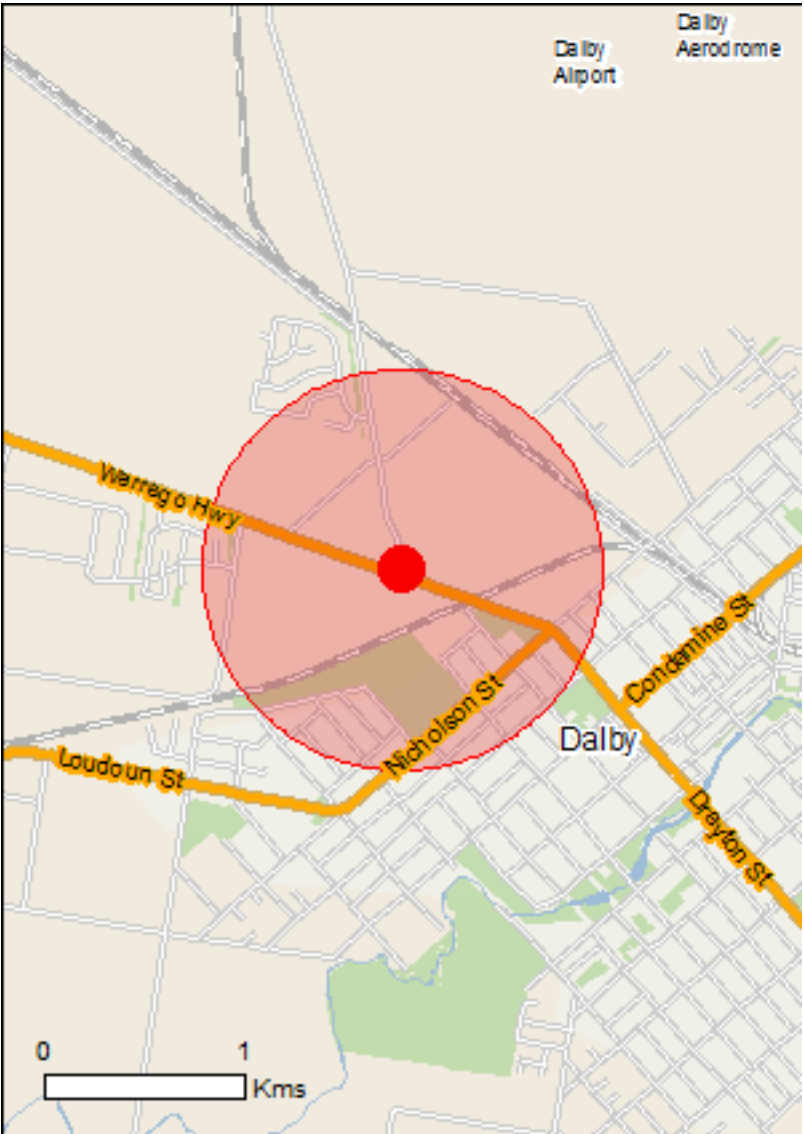 Dalby
Aerodrome
Dalby
Airport
Warrego Hwy
Condamine St
Nicholson St
Dalby
Loudoun St
Drayton St
0 1
Kms